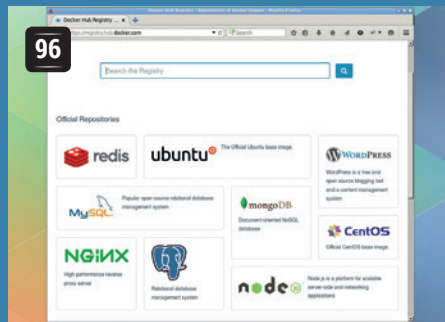 Docker Hub Registry - Repositories of Docker Images - Mozilla Firefox
Docker Hub Registry ...
https://registry.hub.docker.com
Search
96
Search the Registry
Official Repositories
redis
ubuntu
The Official Ubuntu base image
WORDPRESS
WordPress is a free and
open source blogging tool
and a content management
system
MySQL
Popular open-source relational database
management system
mongoDB
Document-oriented NoSQL
database
CentOS
Official CentOS base image
NGINX
High performance reverse
proxy server
Relational database
management system
node
Node.js is a platform for scalable
server-side and networking
applications